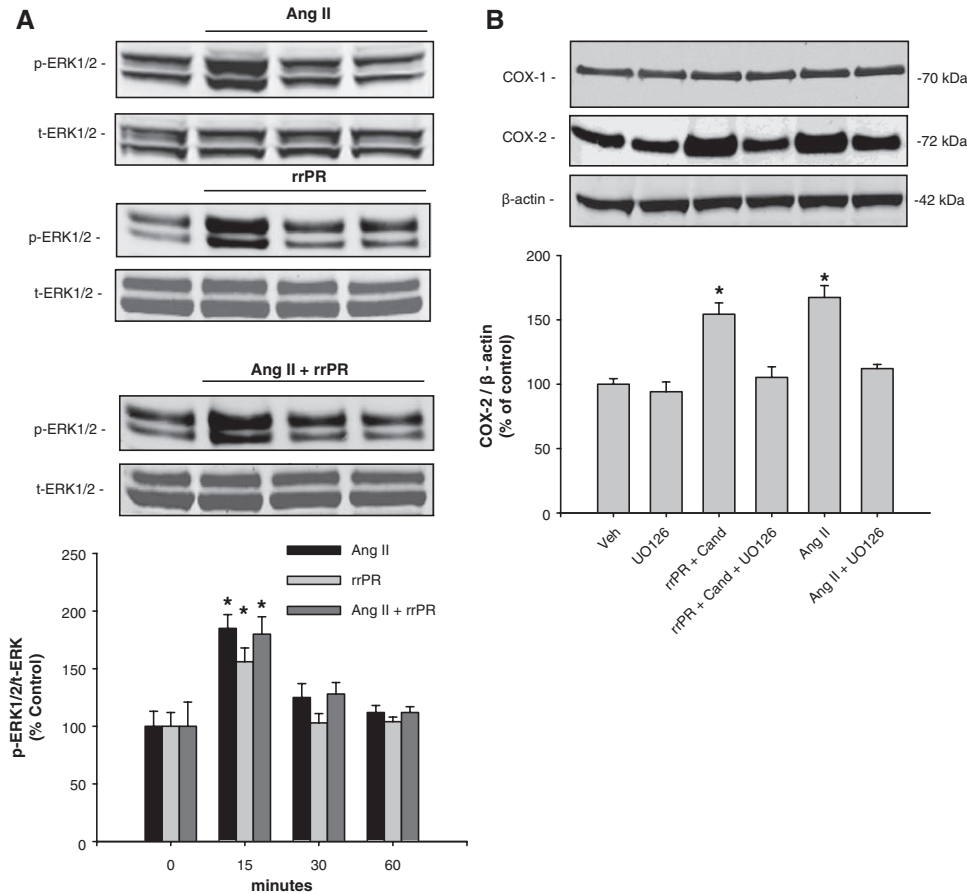 A
Ang II
p-ERK1/2 -
t-ERK1/2 -
rrPR
p-ERK1/2 -
t-ERK1/2 -
Ang II + rrPR
p-ERK1/2 -
t-ERK1/2 -
250
200
150
100
50
0
p-ERK1/2/t-ERK
(% Control)
Ang II
rrPR
Ang II + rrPR
* * *
0 15 30 60
minutes
B
COX-1 -
-70 kDa
COX-2 -
-72 kDa
β-actin -
-42 kDa
200
150
100
50
0
COX-2 / β - actin
(% of control)
* *
Veh
UO126
rrPR + Cand
rrPR + Cand + UO126
Ang II
Ang II + UO126